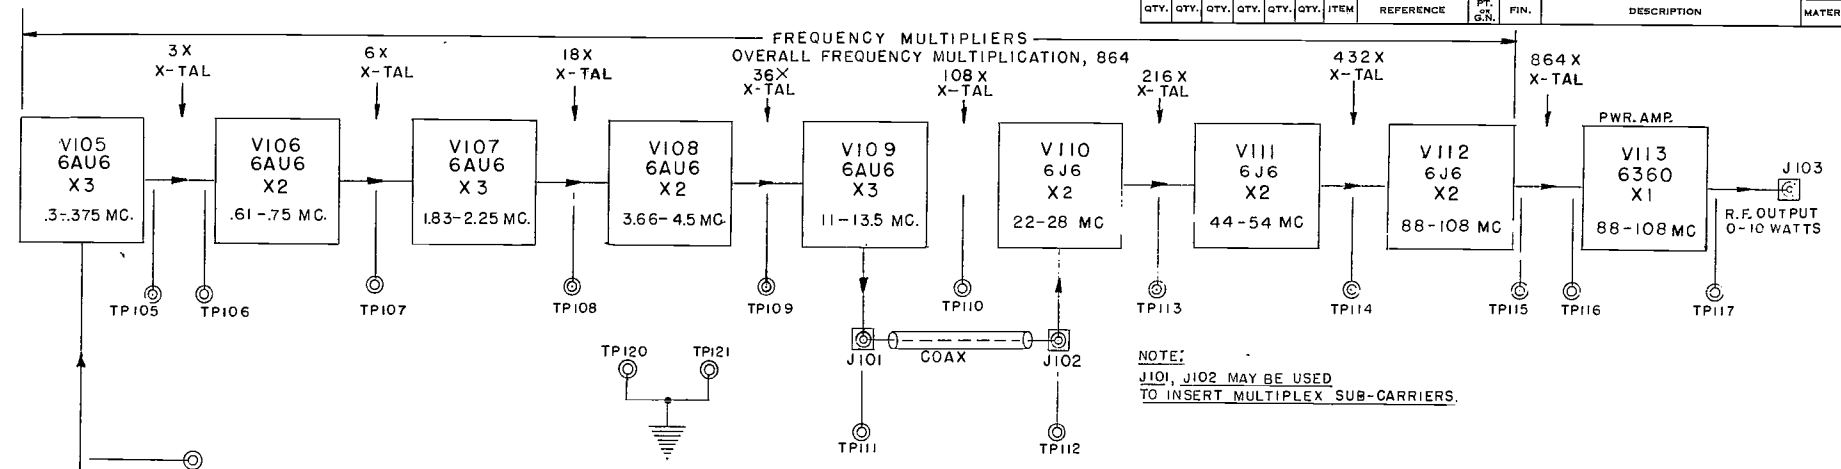 QTY. QTY. QTY. QTY. QTY. QTY. ITEM REFERENCE PT. OR G.N. FIN. DESCRIPTION MATER
FREQUENCY MULTIPLIERS
OVERALL FREQUENCY MULTIPLICATION, 864
3X
X-TAL
6X
X-TAL
18X
X-TAL
36X
X-TAL
108X
X-TAL
216X
X-TAL
432X
X-TAL
864X
X-TAL
V105
6AU6
X3
.3-.375 MC.
V106
6AU6
X2
.61-.75 MC.
V107
6AU6
X3
1.83-2.25 MC.
V108
6AU6
X2
3.66-4.5 MC.
V109
6AU6
X3
11-13.5 MC.
V110
6J6
X2
22-28 MC
V111
6J6
X2
44-54 MC
V112
6J6
X2
88-108 MC
PWR. AMP.
V113
6360
X1
88-108 MC
J103
R.F. OUTPUT
0-10 WATTS
TP105
TP106
TP107
TP108
TP109
TP110
TP113
TP114
TP115
TP116
TP117
TP120
TP121
J101
COAX
J102
TP111
TP112
NOTE:
J101, J102 MAY BE USED
TO INSERT MULTIPLEX SUB-CARRIERS.